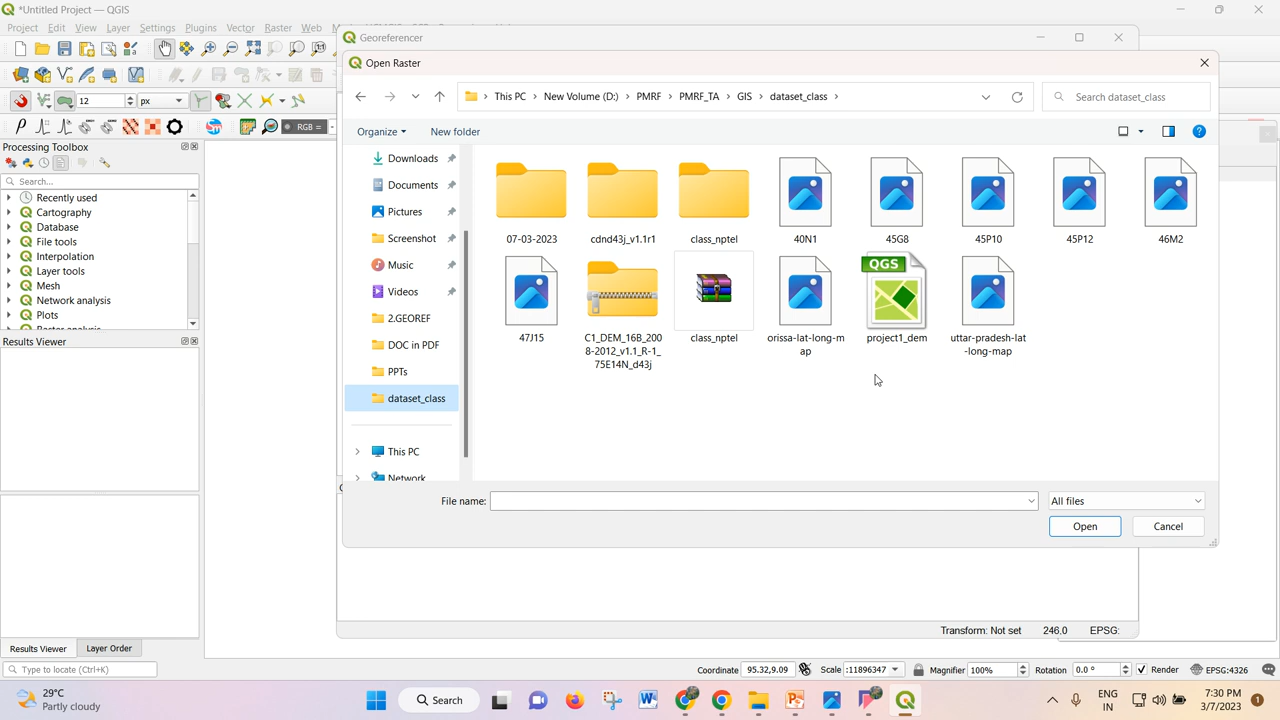 *Untitled Project — QGIS
Project Edit View Layer Settings Plugins Vector Raster Web
Georeferencer
Open Raster
12 px
This PC New Volume (D:) PMRF PMRF_TA GIS dataset_class
Search dataset_class
RGB =
Organize New folder
Processing Toolbox
Search...
Recently used
Cartography
Database
File tools
Interpolation
Layer tools
Mesh
Network analysis
Plots
Results Viewer
Downloads
Documents
Pictures
Screenshot
Music
Videos
2.GEOREF
DOC in PDF
PPTs
dataset_class
This PC
Network
07-03-2023
cdnd43j_v1.1r1
class_nptel
40N1
45G8
45P10
45P12
46M2
47J15
C1_DEM_16B_200
8-2012_v1.1_R-1_
75E14N_d43j
class_nptel
orissa-lat-long-m
ap
QGS
project1_dem
uttar-pradesh-lat
-long-map
File name:
All files
Open Cancel
Transform: Not set 246,0 EPSG:
Results Viewer Layer Order
Type to locate (Ctrl+K)
Coordinate 95.32,9.09 Scale :11896347 Magnifier 100% Rotation 0.0 ° Render EPSG:4326
29°C
Partly cloudy
Search
ENG
IN
7:30 PM
3/7/2023
1